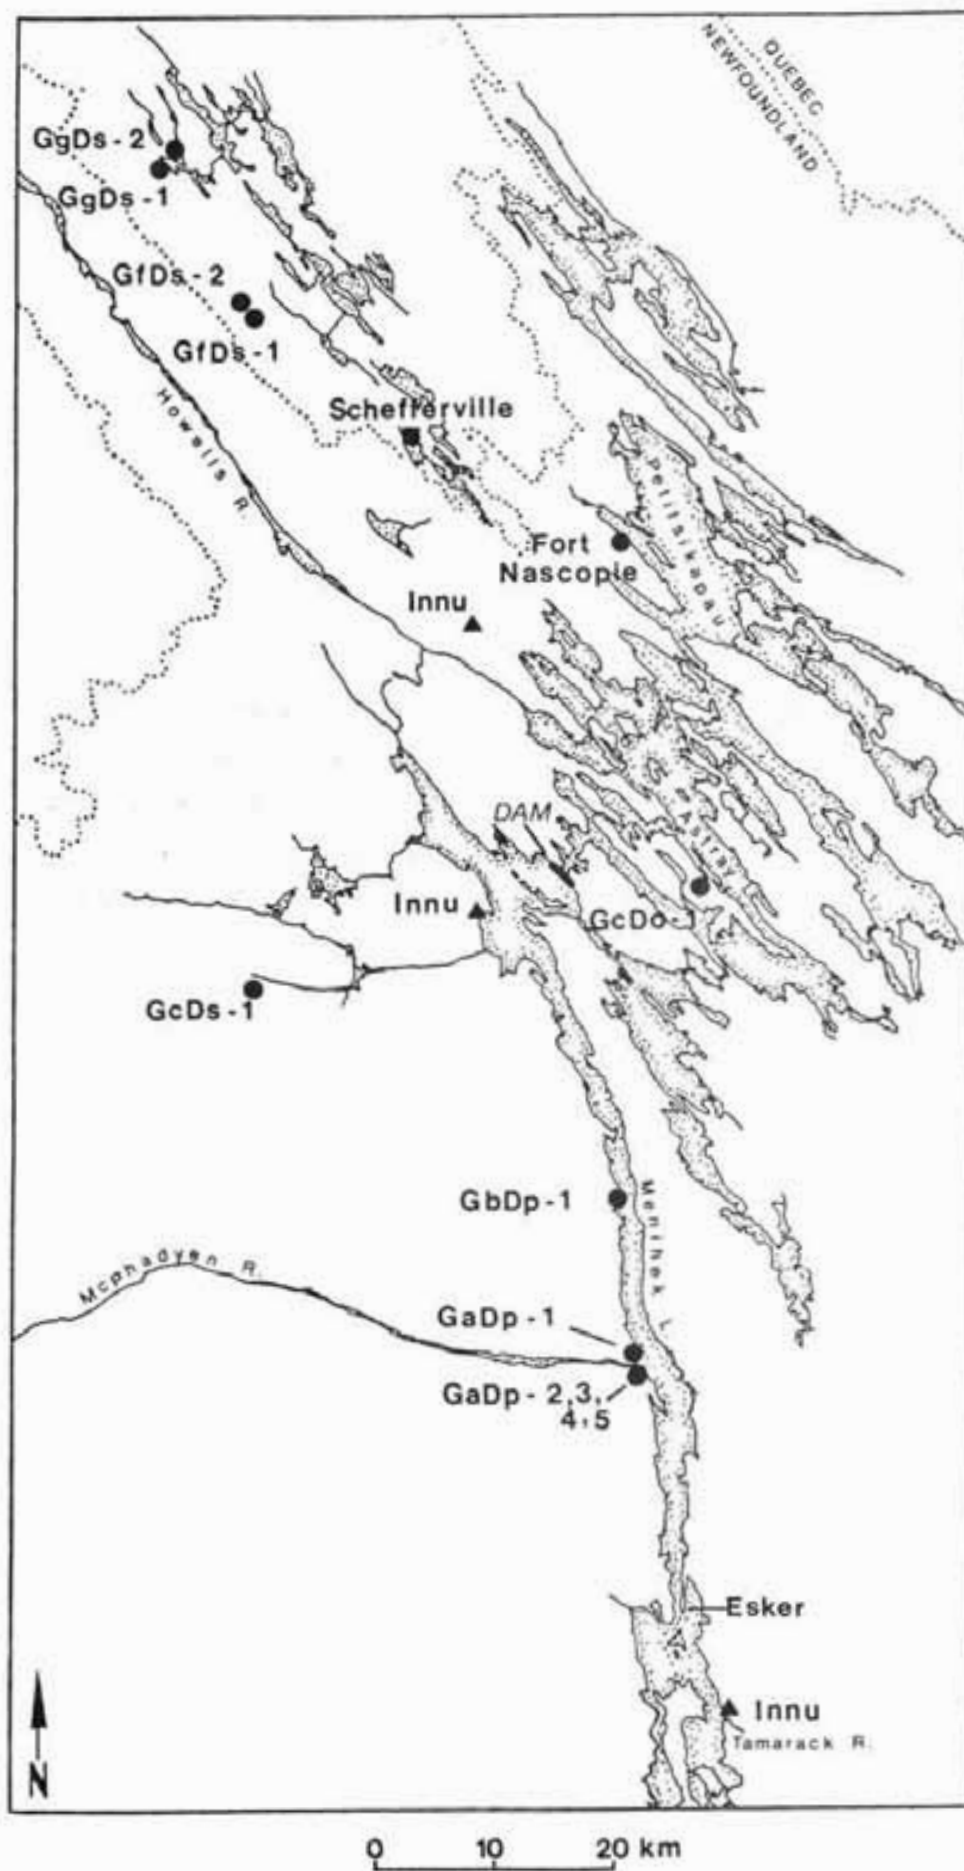 QUEBEC
NEWFOUNDLAND
GgDs-2
GgDs-1
GfDs-2
GfDs-1
Schefferville
Howells R.
Petitsikapau
Fort
Nascopie
Innu
DAM
Astray
Innu
GcDo-1
GcDs-1
GbDp-1
Menihek L
Mcphadyen R.
GaDp-1
GaDp-2,3,
4,5
Esker
Innu
Tamarack R.
N
0 10 20 km